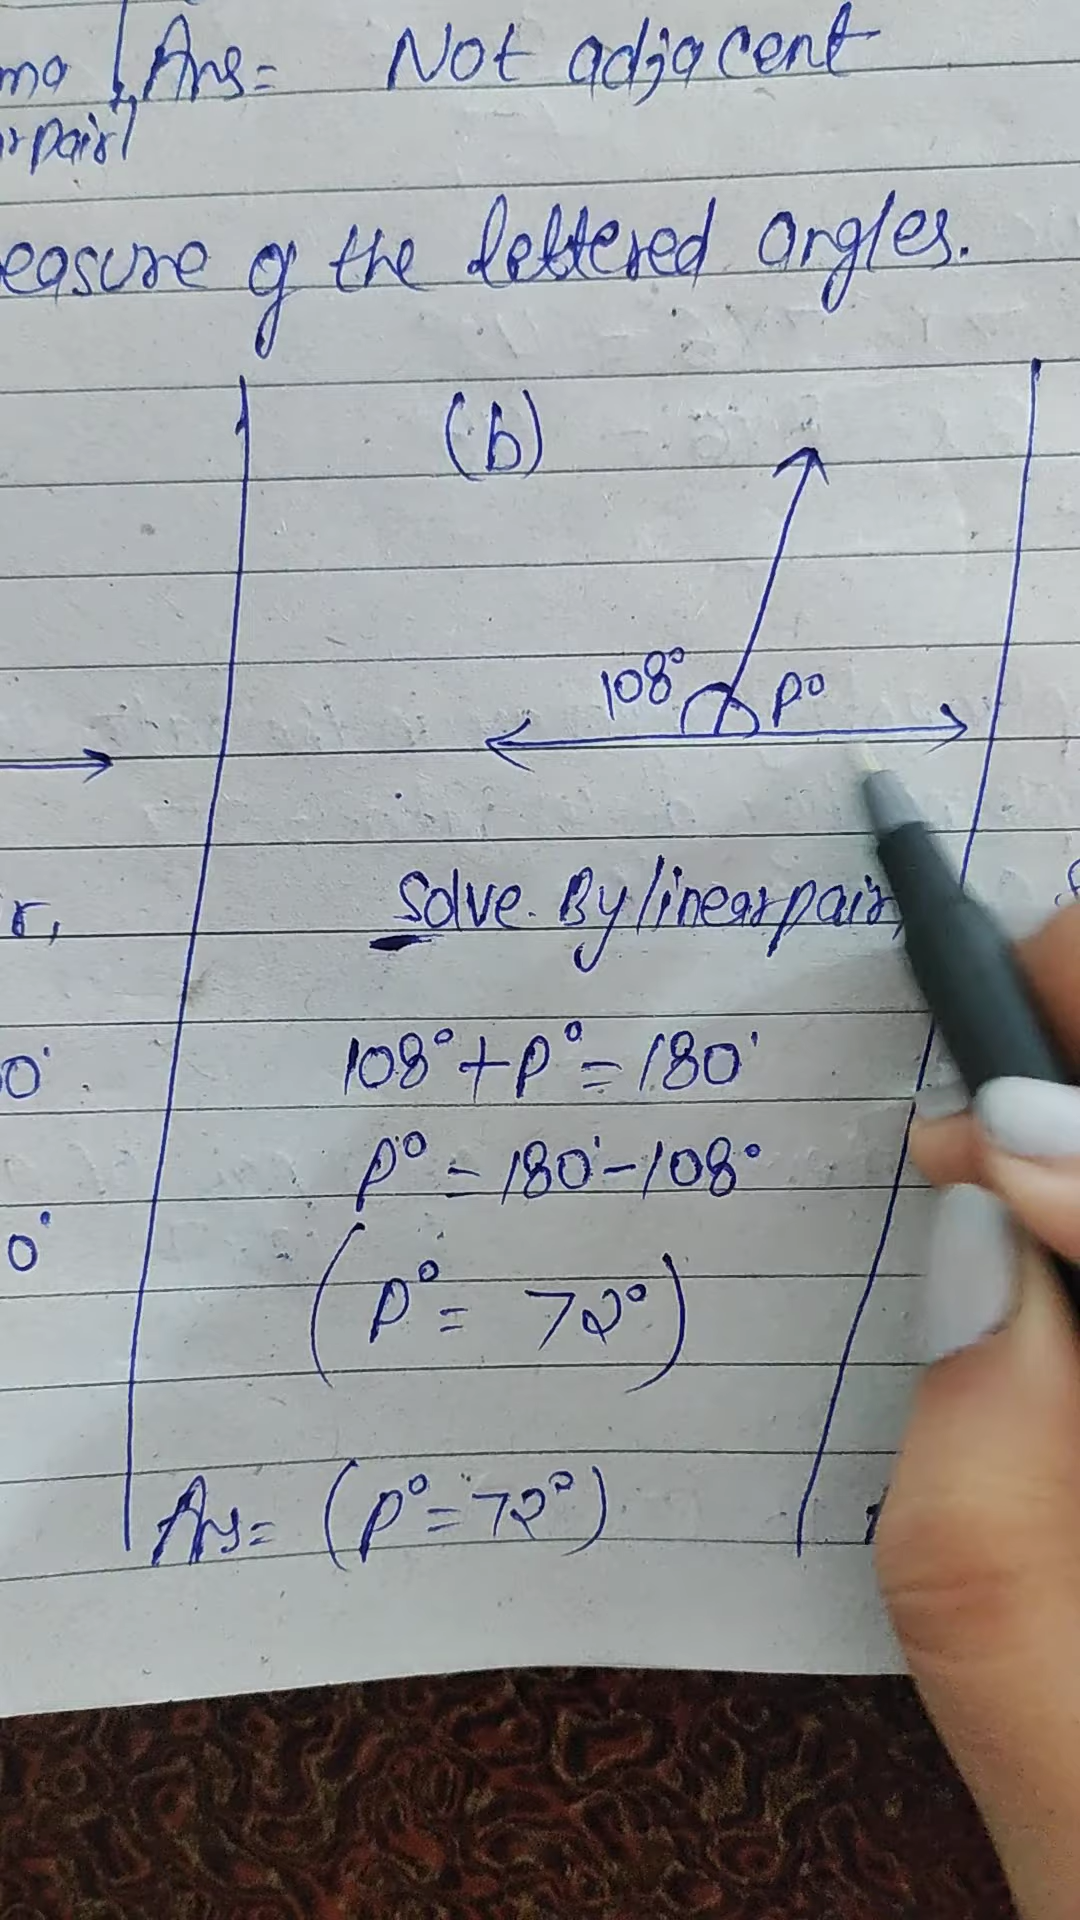 Ans= Not adjacent
pair
measure of the lettered angles.
(b)
108° p°
Solve. By linear pair,
108° + p° = 180°
p° = 180° - 108°
(p° = 72°)
Ans= (p° = 72°)